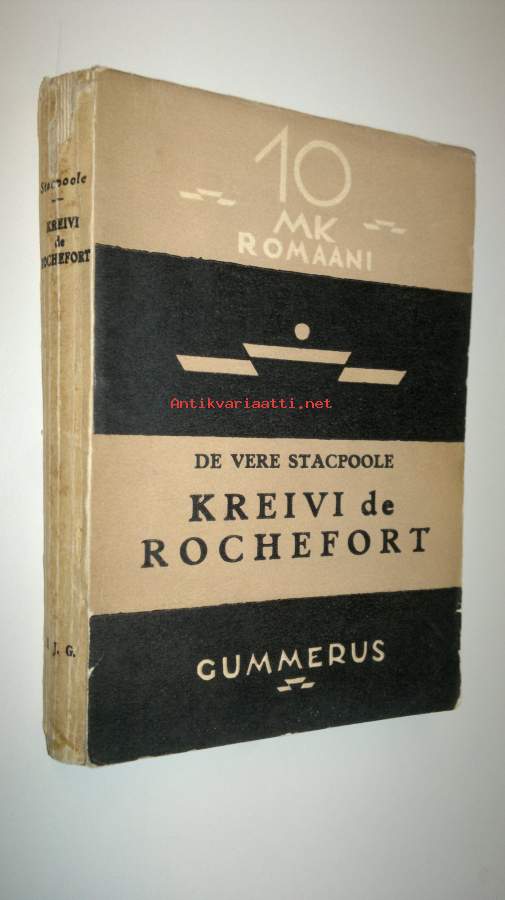 Stacpoole
KREIVI
de
ROCHEFORT
J. G.
10
MK
ROMAANI
Antikvariaatti.net
DE VERE STACPOOLE
KREIVI de
ROCHEFORT
GUMMERUS